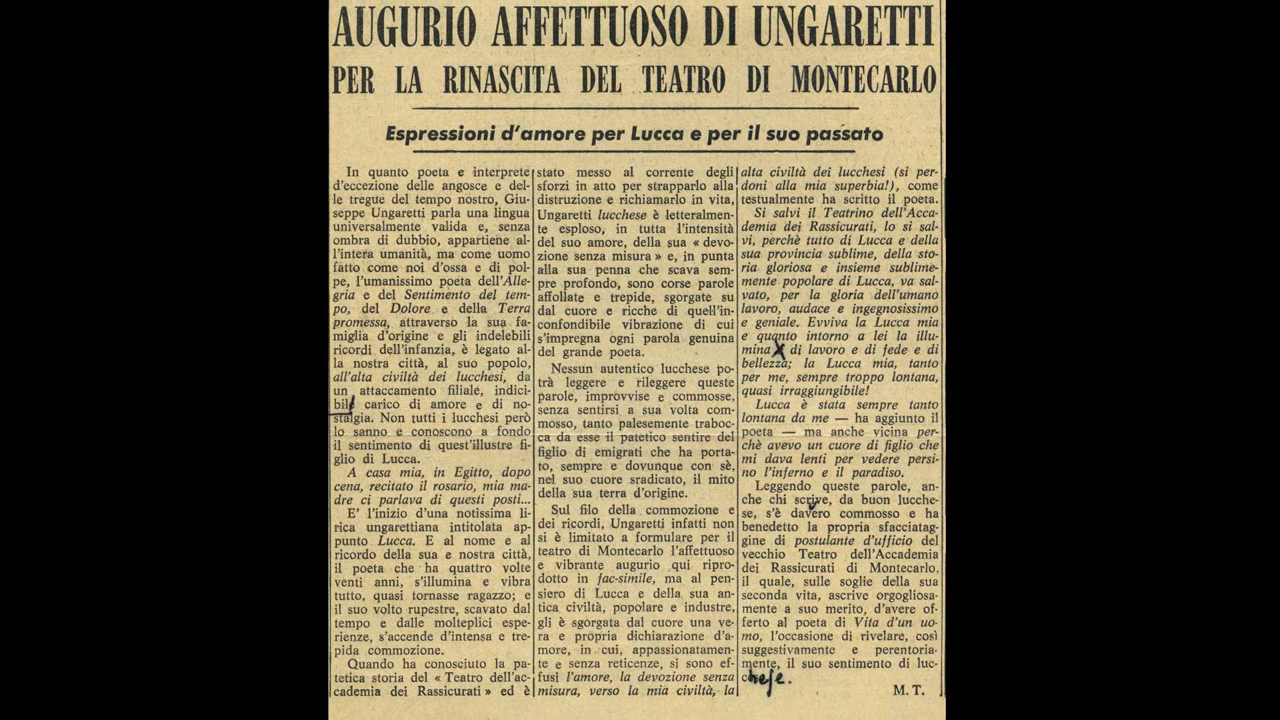 AUGURIO AFFETTUOSO DI UNGARETTI
PER LA RINASCITA DEL TEATRO DI MONTECARLO
Espressioni d'amore per Lucca e per il suo passato
In quanto poeta e interprete
d'eccezione delle angosce e del-
le tregue del tempo nostro, Giu-
seppe Ungaretti parla una lingua
universalmente valida e, senza
ombra di dubbio, appartiene al-
l'intera umanità, ma come uomo
fatto come noi d'ossa e di pol-
pe, l'umanissimo poeta dell'Alle-
gria e del Sentimento del tem-
po, del Dolore e della Terra
promessa, attraverso la sua fa-
miglia d'origine e gli indelebili
ricordi dell'infanzia, è legato al-
la nostra città, al suo popolo,
all'alta civiltà dei lucchesi, da
un attaccamento filiale, indici-
bile carico di amore e di no-
stalgia. Non tutti i lucchesi però
lo sanno e conoscono a fondo
il sentimento di quest'illustre fi-
glio di Lucca.
A casa mia, in Egitto, dopo
cena, recitato il rosario, mia ma-
dre ci parlava di questi posti...
E' l'inizio d'una notissima li-
rica ungarettiana intitolata ap-
punto Lucca. E al nome e al
ricordo della sua e nostra città,
il poeta che ha quattro volte
venti anni, s'illumina e vibra
tutto, quasi tornasse ragazzo; e
il suo volto rupestre, scavato dal
tempo e dalle molteplici espe-
rienze, s'accende d'intensa e tre-
pida commozione.
Quando ha conosciuto la pa-
tetica storia del « Teatro dell'ac-
cademia dei Rassicurati » ed è
stato messo al corrente degli
sforzi in atto per strapparlo alla
distruzione e richiamarlo in vita,
Ungaretti lucchese è letteralmen-
te esploso, in tutta l'intensità
del suo amore, della sua « devo-
zione senza misura » e, in punta
alla sua penna che scava sem-
pre profondo, sono corse parole
affollate e trepide, sgorgate su
dal cuore e ricche di quell'in-
confondibile vibrazione di cui
s'impregna ogni parola genuina
del grande poeta.
Nessun autentico lucchese po-
trà leggere e rileggere queste
parole, improvvise e commosse,
senza sentirsi a sua volta com-
mosso, tanto palesemente traboc-
ca da esse il patetico sentire del
figlio di emigrati che ha porta-
to, sempre e dovunque con sè,
nel suo cuore sradicato, il mito
della sua terra d'origine.
Sul filo della commozione e
dei ricordi, Ungaretti infatti non
si è limitato a formulare per il
teatro di Montecarlo l'affettuoso
e vibrante augurio qui ripro-
dotto in fac-simile, ma al pen-
siero di Lucca e della sua an-
tica civiltà, popolare e industre,
gli è sgorgata dal cuore una ve-
ra e propria dichiarazione d'a-
more, in cui, appassionatamen-
te e senza reticenze, si sono ef-
fusi l'amore, la devozione senza
misura, verso la mia civiltà, la
alta civiltà dei lucchesi (si per-
doni alla mia superbia!), come
testualmente ha scritto il poeta.
Si salvi il Teatrino dell'Acca-
demia dei Rassicurati, lo si sal-
vi, perchè tutto di Lucca e della
sua provincia sublime, della sto-
ria gloriosa e insieme sublime-
mente popolare di Lucca, va sal-
vato, per la gloria dell'umano
lavoro, audace e ingegnosissimo
e geniale. Evviva la Lucca mia
e quanto intorno a lei la illu-
mina di lavoro e di fede e di
bellezza; la Lucca mia, tanto
per me, sempre troppo lontana,
quasi irraggiungibile!
Lucca è stata sempre tanto
lontana da me — ha aggiunto il
poeta — ma anche vicina per-
chè avevo un cuore di figlio che
mi dava lenti per vedere persi-
no l'inferno e il paradiso.
Leggendo queste parole, an-
che chi scrive, da buon lucche-
se, s'è davvero commosso e ha
benedetto la propria sfacciatag-
gine di postulante d'ufficio del
vecchio Teatro dell'Accademia
dei Rassicurati di Montecarlo,
il quale, sulle soglie della sua
seconda vita, ascrive orgogliosa-
mente a suo merito, d'avere of-
ferto al poeta di Vita d'un uo-
mo, l'occasione di rivelare, così
suggestivamente e perentoria-
mente, il suo sentimento di luc-
chese.
M. T.